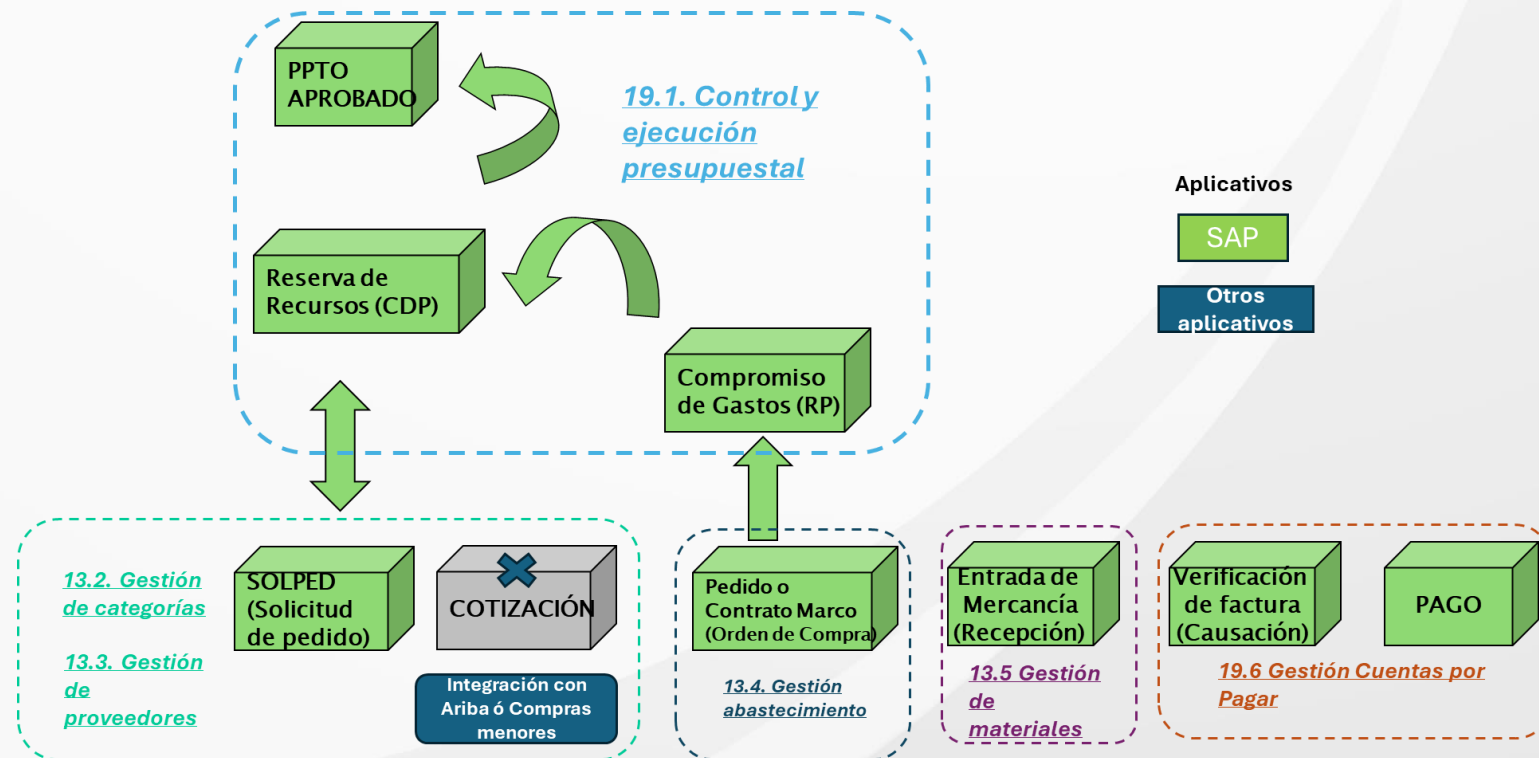 PPTO
APROBADO
19.1. Control y
ejecución
presupuestal
Aplicativos
SAP
Otros
aplicativos
Reserva de
Recursos (CDP)
Compromiso
de Gastos (RP)
13.2. Gestión
de categorías
13.3. Gestión
de
proveedores
SOLPED
(Solicitud
de pedido)
COTIZACIÓN
Integración con
Ariba ó Compras
menores
Pedido o
Contrato Marco
(Orden de Compra)
13.4. Gestión
abastecimiento
Entrada de
Mercancía
(Recepción)
13.5 Gestión
de
materiales
Verificación
de factura
(Causación)
PAGO
19.6 Gestión Cuentas por
Pagar